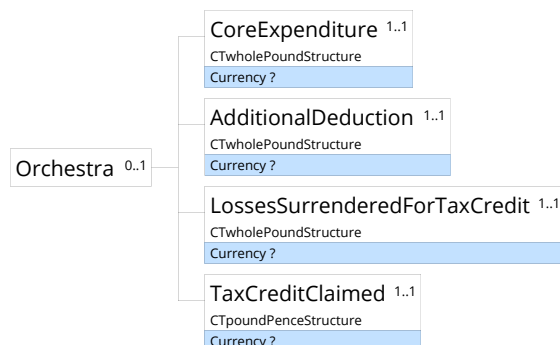 CoreExpenditure 1..1
CTwholePoundStructure
Currency ?
AdditionalDeduction 1..1
CTwholePoundStructure
Currency ?
Orchestra 0..1
LossesSurrenderedForTaxCredit 1..1
CTwholePoundStructure
Currency ?
TaxCreditClaimed 1..1
CTpoundPenceStructure
Currency ?